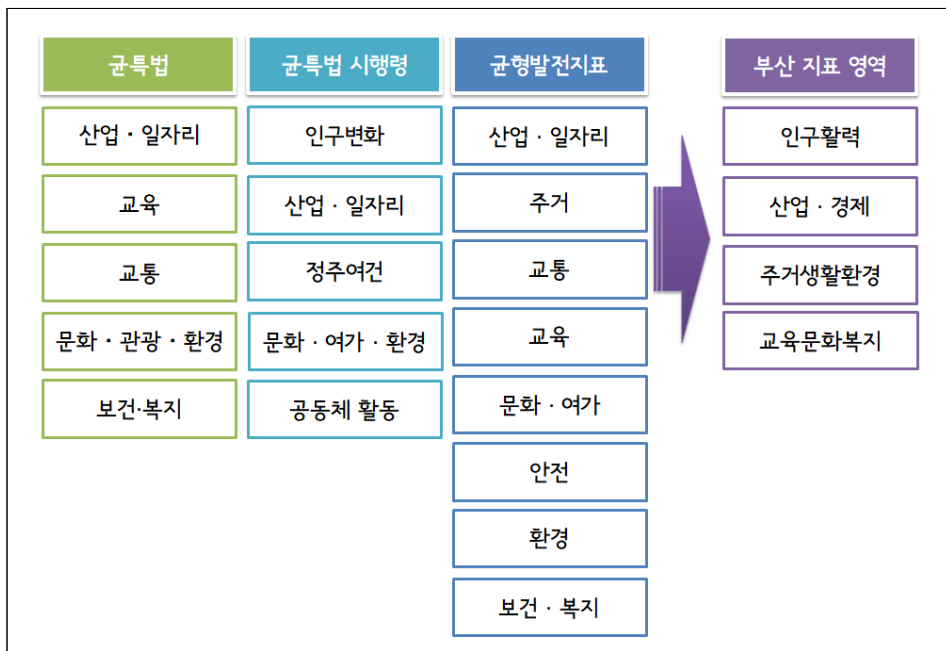 균특법
산업・일자리
교육
교통
문화・관광・환경
보건·복지
균특법 시행령
인구변화
산업・일자리
정주여건
문화・여가・환경
공동체 활동
균형발전지표
산업・일자리
주거
교통
교육
문화・여가
안전
환경
보건・복지
부산 지표 영역
인구활력
산업・경제
주거생활환경
교육문화복지